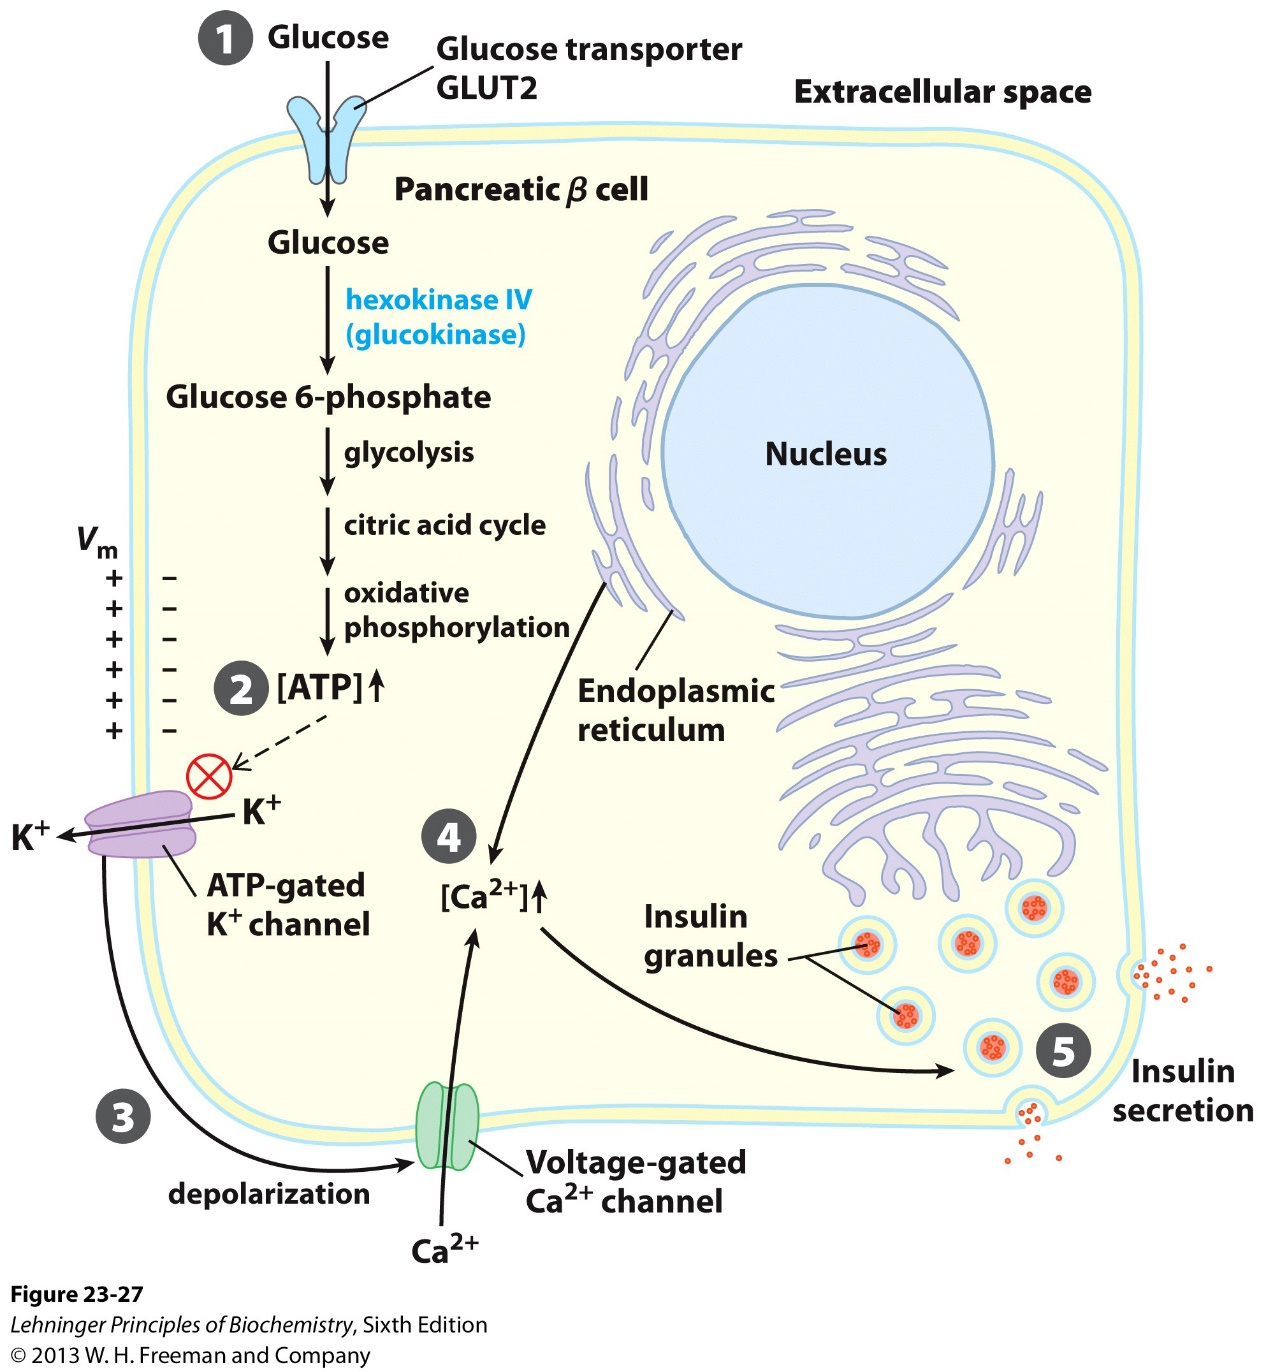 1 Glucose
Glucose transporter
GLUT2
Extracellular space
Pancreatic β cell
Glucose
hexokinase IV
(glucokinase)
Glucose 6-phosphate
glycolysis
Nucleus
citric acid cycle
Vm
+ −
+ −
+ −
+ −
+ −
+ −
oxidative
phosphorylation
2 [ATP]
Endoplasmic
reticulum
K⁺
K⁺
ATP-gated
K⁺ channel
4
[Ca²⁺]
Insulin
granules
5
Insulin
secretion
3
depolarization
Voltage-gated
Ca²⁺ channel
Ca²⁺
Figure 23-27
Lehninger Principles of Biochemistry, Sixth Edition
© 2013 W. H. Freeman and Company